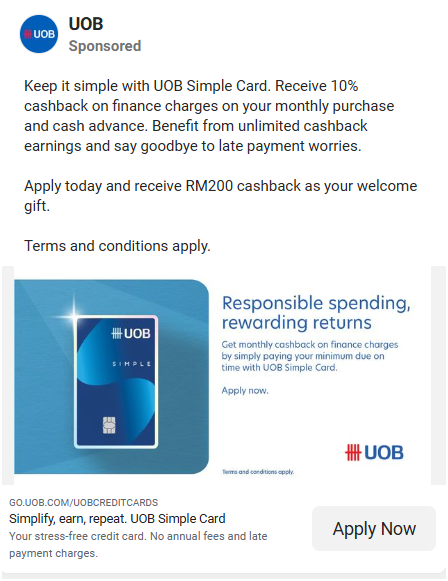 UOB
UOB
Sponsored
Keep it simple with UOB Simple Card. Receive 10%
cashback on finance charges on your monthly purchase
and cash advance. Benefit from unlimited cashback
earnings and say goodbye to late payment worries.
Apply today and receive RM200 cashback as your welcome
gift.
Terms and conditions apply.
UOB
SIMPLE
Responsible spending,
rewarding returns
Get monthly cashback on finance charges
by simply paying your minimum due on
time with UOB Simple Card.
Apply now.
UOB
Terms and conditions apply.
GO.UOB.COM/UOBCREDITCARDS
Simplify, earn, repeat. UOB Simple Card
Your stress-free credit card. No annual fees and late
payment charges.
Apply Now